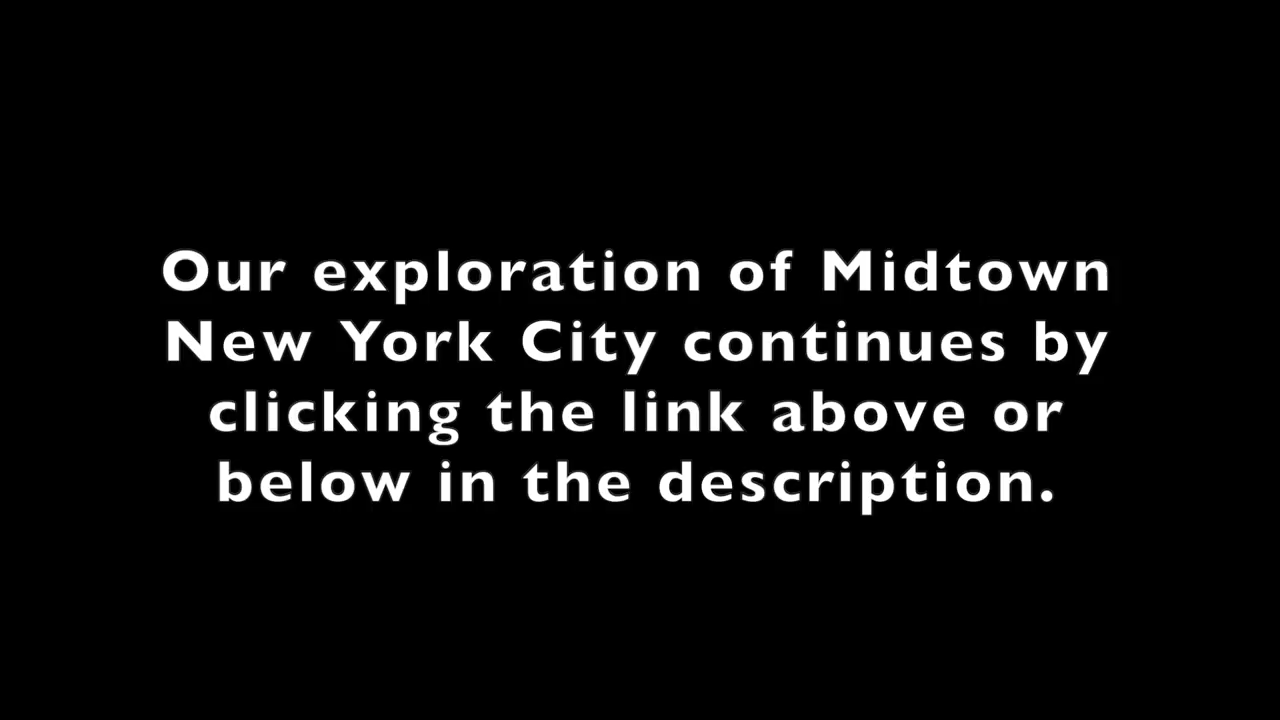 Our exploration of Midtown
New York City continues by
clicking the link above or
below in the description.